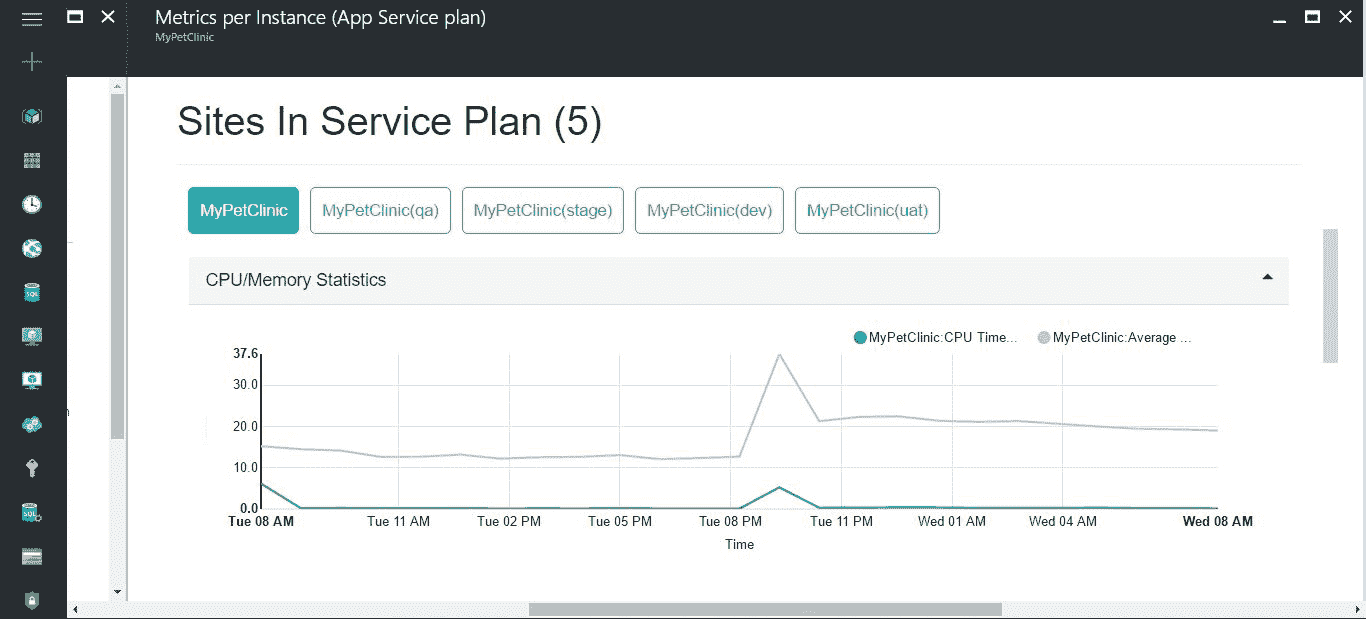 Metrics per Instance (App Service plan)
MyPetClinic
Sites In Service Plan (5)
MyPetClinic MyPetClinic(qa) MyPetClinic(stage) MyPetClinic(dev) MyPetClinic(uat)
CPU/Memory Statistics
MyPetClinic:CPU Time... MyPetClinic:Average ...
37.6
30.0
20.0
10.0
0.0
Tue 08 AM Tue 11 AM Tue 02 PM Tue 05 PM Tue 08 PM Tue 11 PM Wed 01 AM Wed 04 AM Wed 08 AM
Time
SQL
SQL